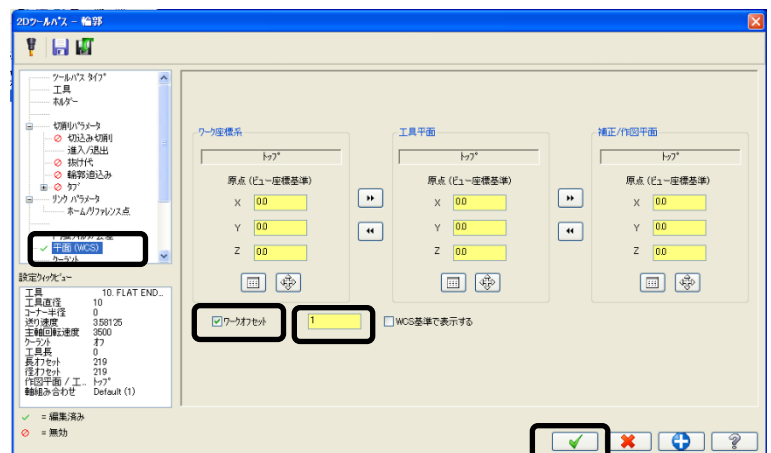 2Dツールパス - 輪郭
ツールパス タイプ
工具
ホルダー
切削パラメータ
切込み切削
進入/退出
抜け代
輪郭追込み
タブ
リンク パラメータ
ホーム/リファレンス点
平面 (WCS)
クーラント
設定クイックビュー
工具 10. FLAT END...
工具直径 10
コーナー半径 0
送り速度 358125
主軸回転速度 3500
クーラント オフ
工具長 0
長オフセット 219
径オフセット 219
作図平面 / 工... トップ
軸組み合わせ Default (1)
= 編集済み
= 無効
ワーク座標系
トップ
原点 (ビュー座標基準)
X 0.0
Y 0.0
Z 0.0
ワークオフセット 1
工具平面
トップ
原点 (ビュー座標基準)
X 0.0
Y 0.0
Z 0.0
WCS基準で表示する
補正/作図平面
トップ
原点 (ビュー座標基準)
X 0.0
Y 0.0
Z 0.0